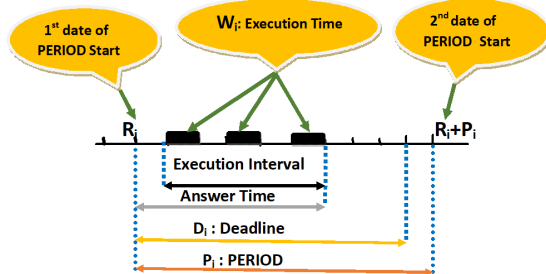 1st date of
PERIOD Start
Wi: Execution Time
2nd date of
PERIOD Start
Ri
Ri+Pi
Execution Interval
Answer Time
Di : Deadline
Pi : PERIOD